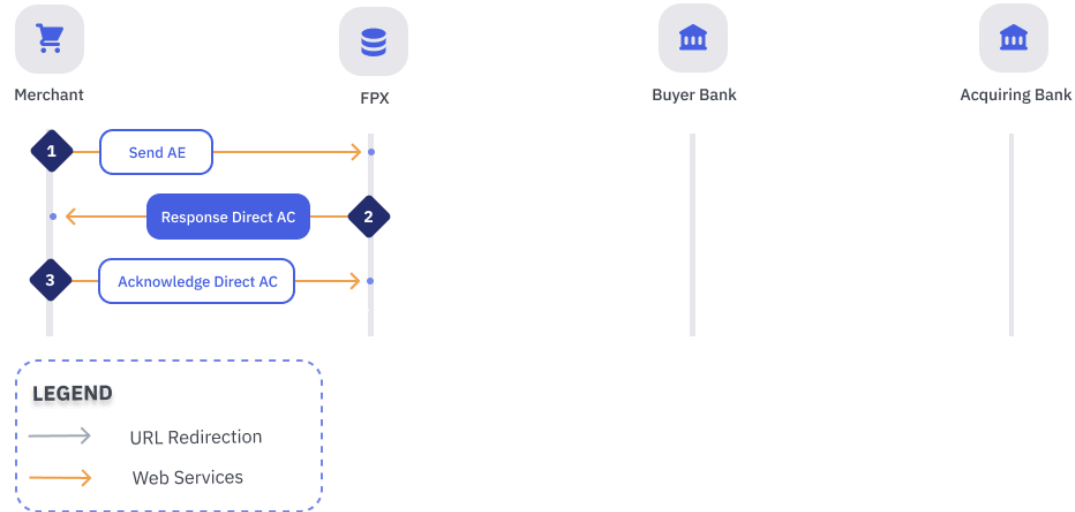 Merchant
FPX
Buyer Bank
Acquiring Bank
1
Send AE
Response Direct AC
2
3
Acknowledge Direct AC
LEGEND
URL Redirection
Web Services